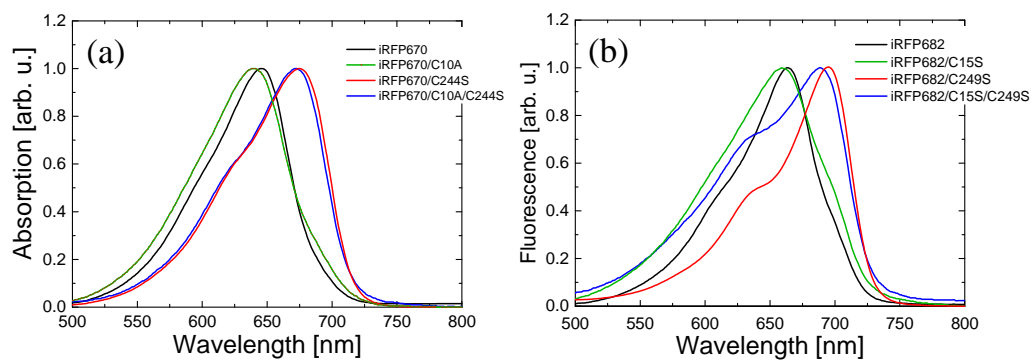 (a)
iRFP670
iRFP670/C10A
iRFP670/C244S
iRFP670/C10A/C244S
Absorption [arb. u.]
1.2
1.0
0.8
0.6
0.4
0.2
0.0
500 550 600 650 700 750 800
Wavelength [nm]
(b)
iRFP682
iRFP682/C15S
iRFP682/C249S
iRFP682/C15S/C249S
Fluorescence [arb. u.]
1.2
1.0
0.8
0.6
0.4
0.2
0.0
500 550 600 650 700 750 800
Wavelength [nm]